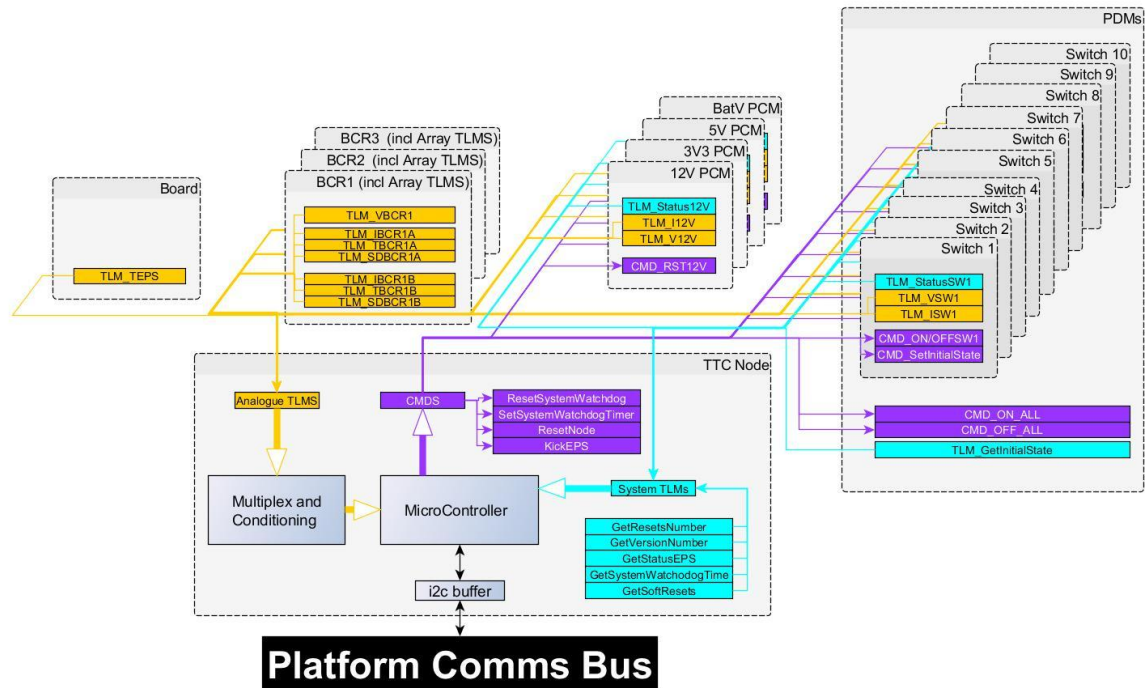 PDMs
Switch 10
Switch 9
Switch 8
Switch 7
Switch 6
Switch 5
Switch 4
Switch 3
Switch 2
Switch 1
TLM_StatusSW1
TLM_VSW1
TLM_ISW1
CMD_ON/OFFSW1
CMD_SetInitialState
CMD_ON_ALL
CMD_OFF_ALL
TLM_GetInitialState
BatV PCM
5V PCM
3V3 PCM
12V PCM
TLM_Status12V
TLM_I12V
TLM_V12V
CMD_RST12V
BCR3 (incl Array TLMS)
BCR2 (incl Array TLMS)
BCR1 (incl Array TLMS)
TLM_VBCR1
TLM_IBCR1A
TLM_TBCR1A
TLM_SDBCR1A
TLM_IBCR1B
TLM_TBCR1B
TLM_SDBCR1B
Board
TLM_TEPS
TTC Node
Analogue TLMS
CMDS
ResetSystemWatchdog
SetSystemWatchdogTimer
ResetNode
KickEPS
Multiplex and
Conditioning
MicroController
System TLMs
GetResetsNumber
GetVersionNumber
GetStatusEPS
GetSystemWatchodogTime
GetSoftResets
i2c buffer
Platform Comms Bus